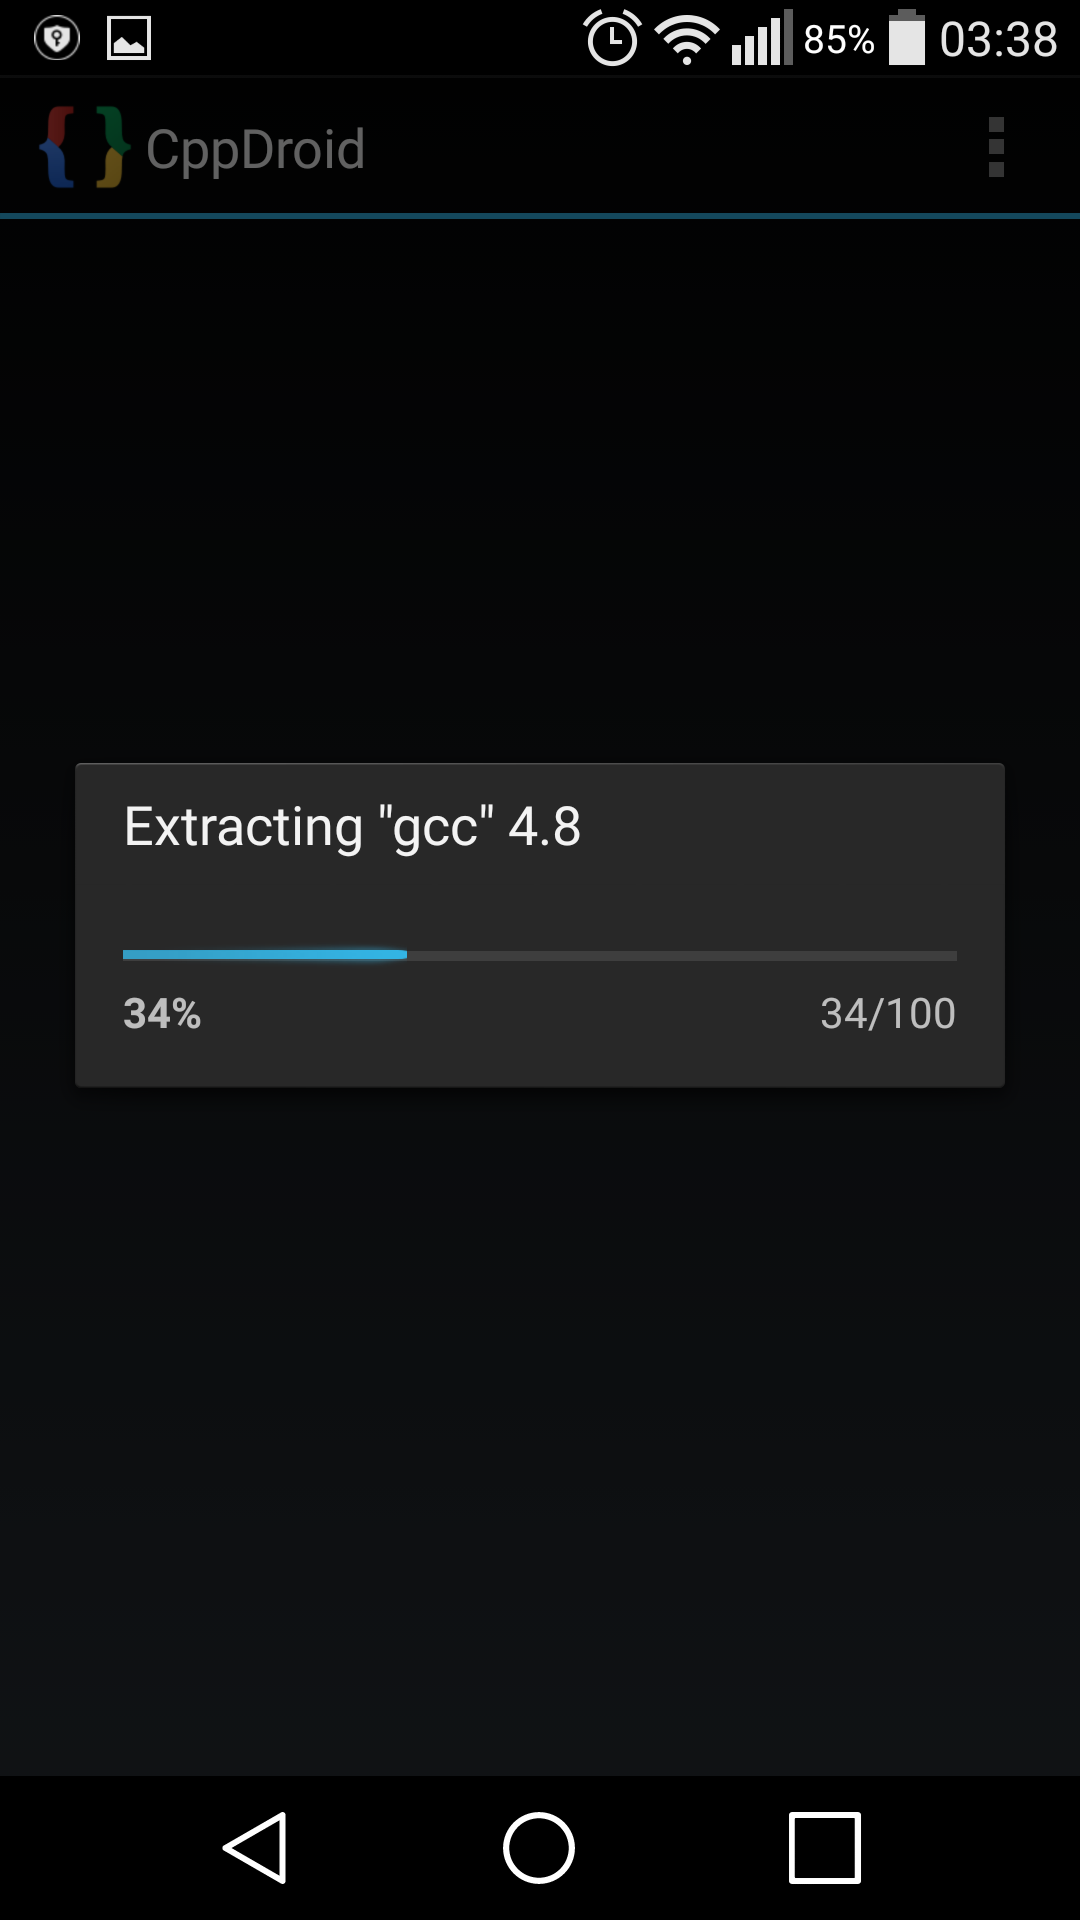 85% 03:38
{ } CppDroid
Extracting "gcc" 4.8
34% 34/100